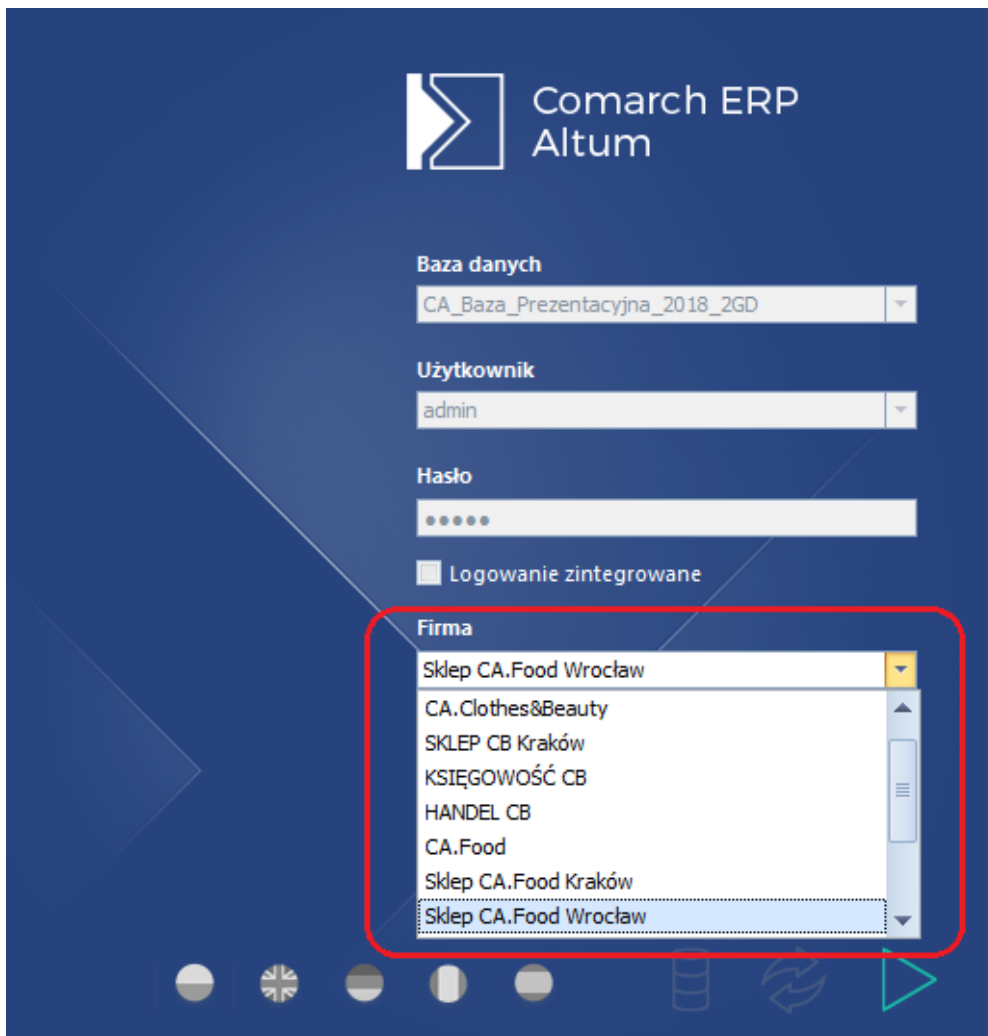 Comarch ERP
Altum
Baza danych
CA_Baza_Prezentacyjna_2018_2GD
Użytkownik
admin
Hasło
•••••
Logowanie zintegrowane
Firma
Sklep CA.Food Wrocław
CA.Clothes&Beauty
SKLEP CB Kraków
KSIĘGOWOŚĆ CB
HANDEL CB
CA.Food
Sklep CA.Food Kraków
Sklep CA.Food Wrocław